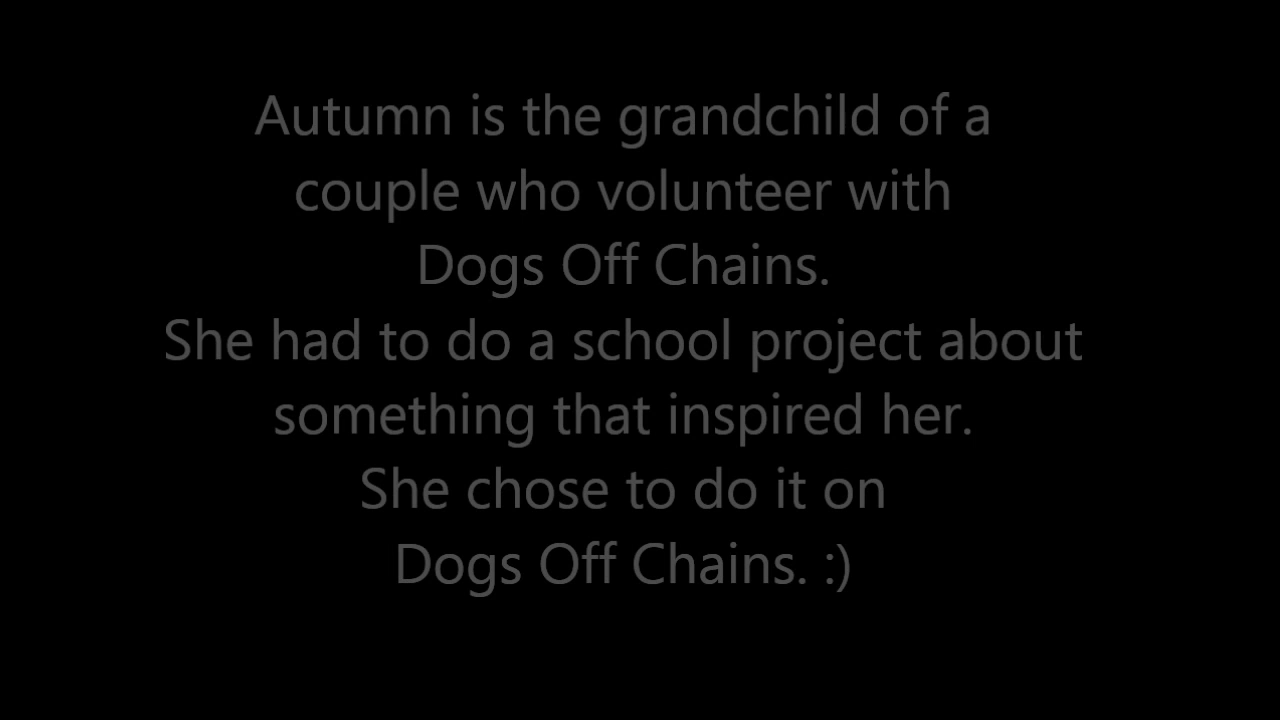 Autumn is the grandchild of a
couple who volunteer with
Dogs Off Chains.
She had to do a school project about
something that inspired her.
She chose to do it on
Dogs Off Chains. :)